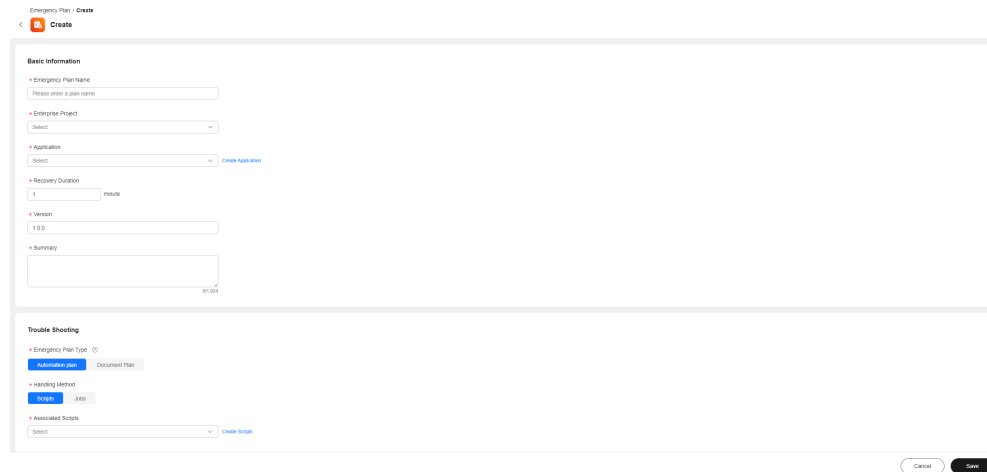 Emergency Plan / Create
Create
Basic Information
* Emergency Plan Name
Please enter a plan name
* Enterprise Project
Select
* Application
Select
Create Application
* Recovery Duration
1
minute
* Version
1.0.0
* Summary
0/1,024
Trouble Shooting
* Emergency Plan Type
Automation plan
Document Plan
* Handling Method
Scripts
Jobs
* Associated Scripts
Select
Create Scripts
Cancel
Save